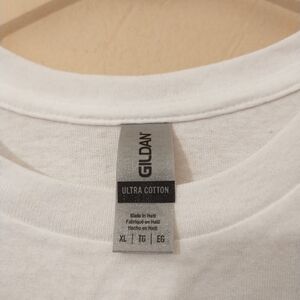 GILDAN
ULTRA COTTON
Made in Haiti
Fabriqué en Haïti
Hecho en Haití
XL | TG | EG